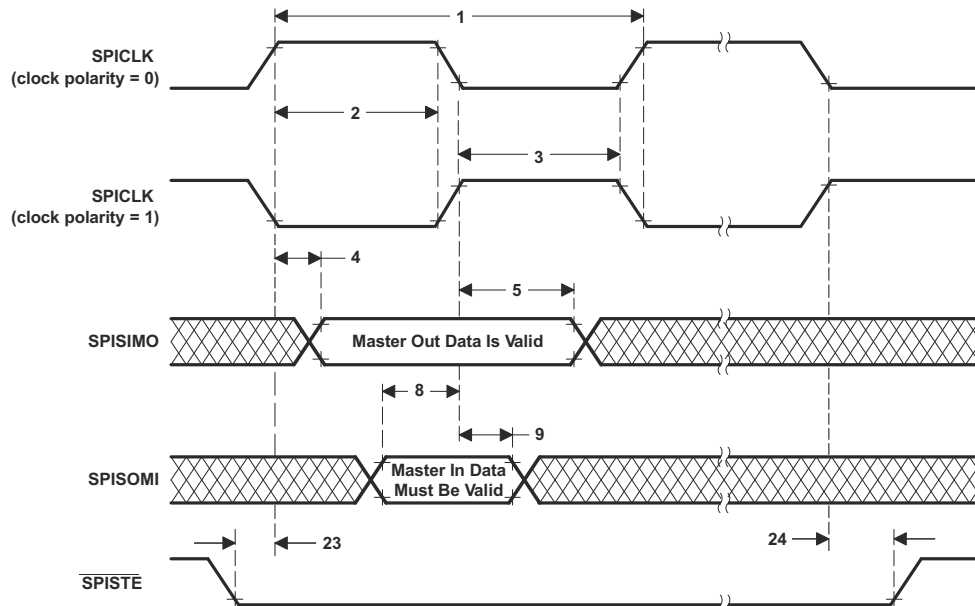 1
SPICLK
(clock polarity = 0)
2
3
SPICLK
(clock polarity = 1)
4
5
SPISIMO
Master Out Data Is Valid
8
9
SPISOMI
Master In Data
Must Be Valid
23
24
SPISTE